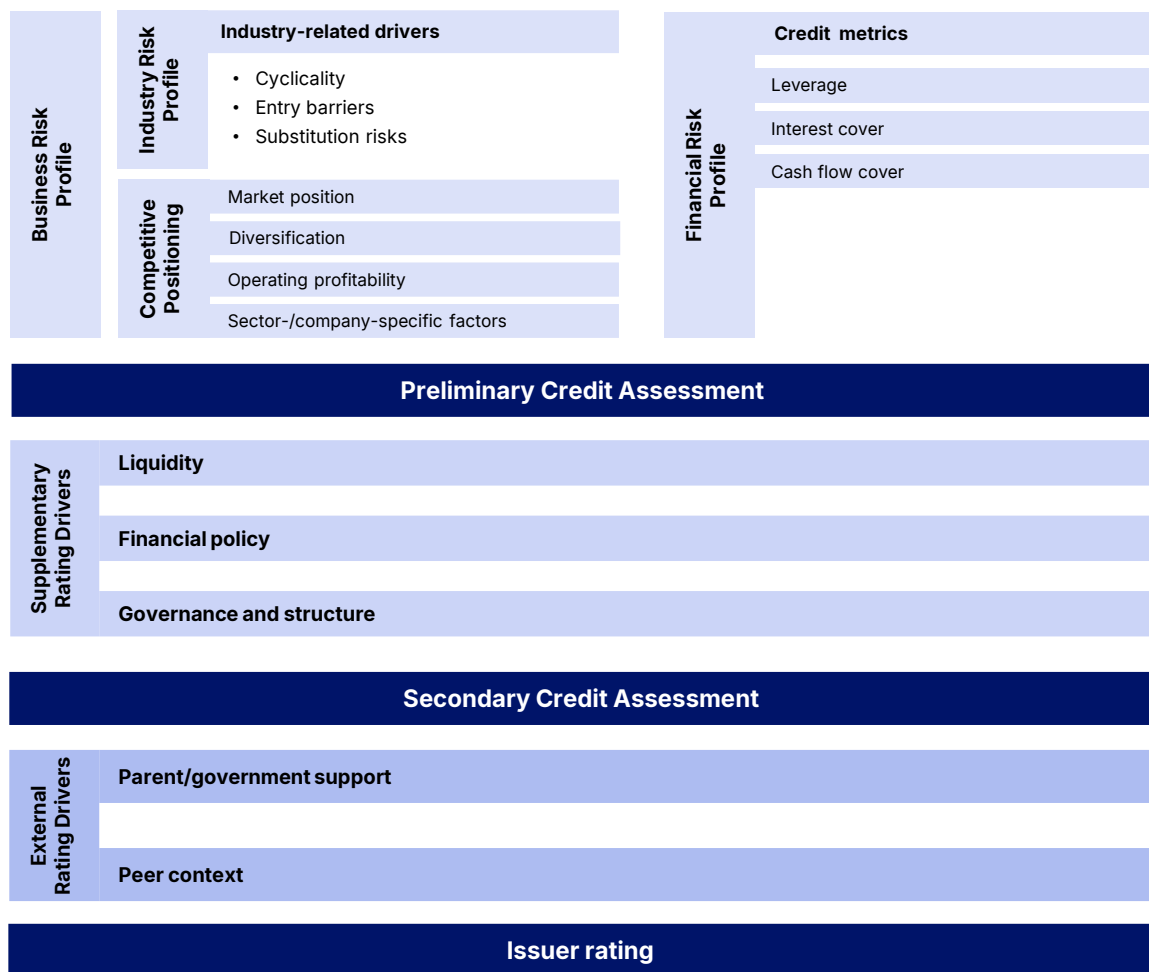 Business Risk
Profile
Industry Risk
Profile
Industry-related drivers
• Cyclicality
• Entry barriers
• Substitution risks
Competitive
Positioning
Market position
Diversification
Operating profitability
Sector-/company-specific factors
Financial Risk
Profile
Credit metrics
Leverage
Interest cover
Cash flow cover
Preliminary Credit Assessment
Supplementary
Rating Drivers
Liquidity
Financial policy
Governance and structure
Secondary Credit Assessment
External
Rating Drivers
Parent/government support
Peer context
Issuer rating